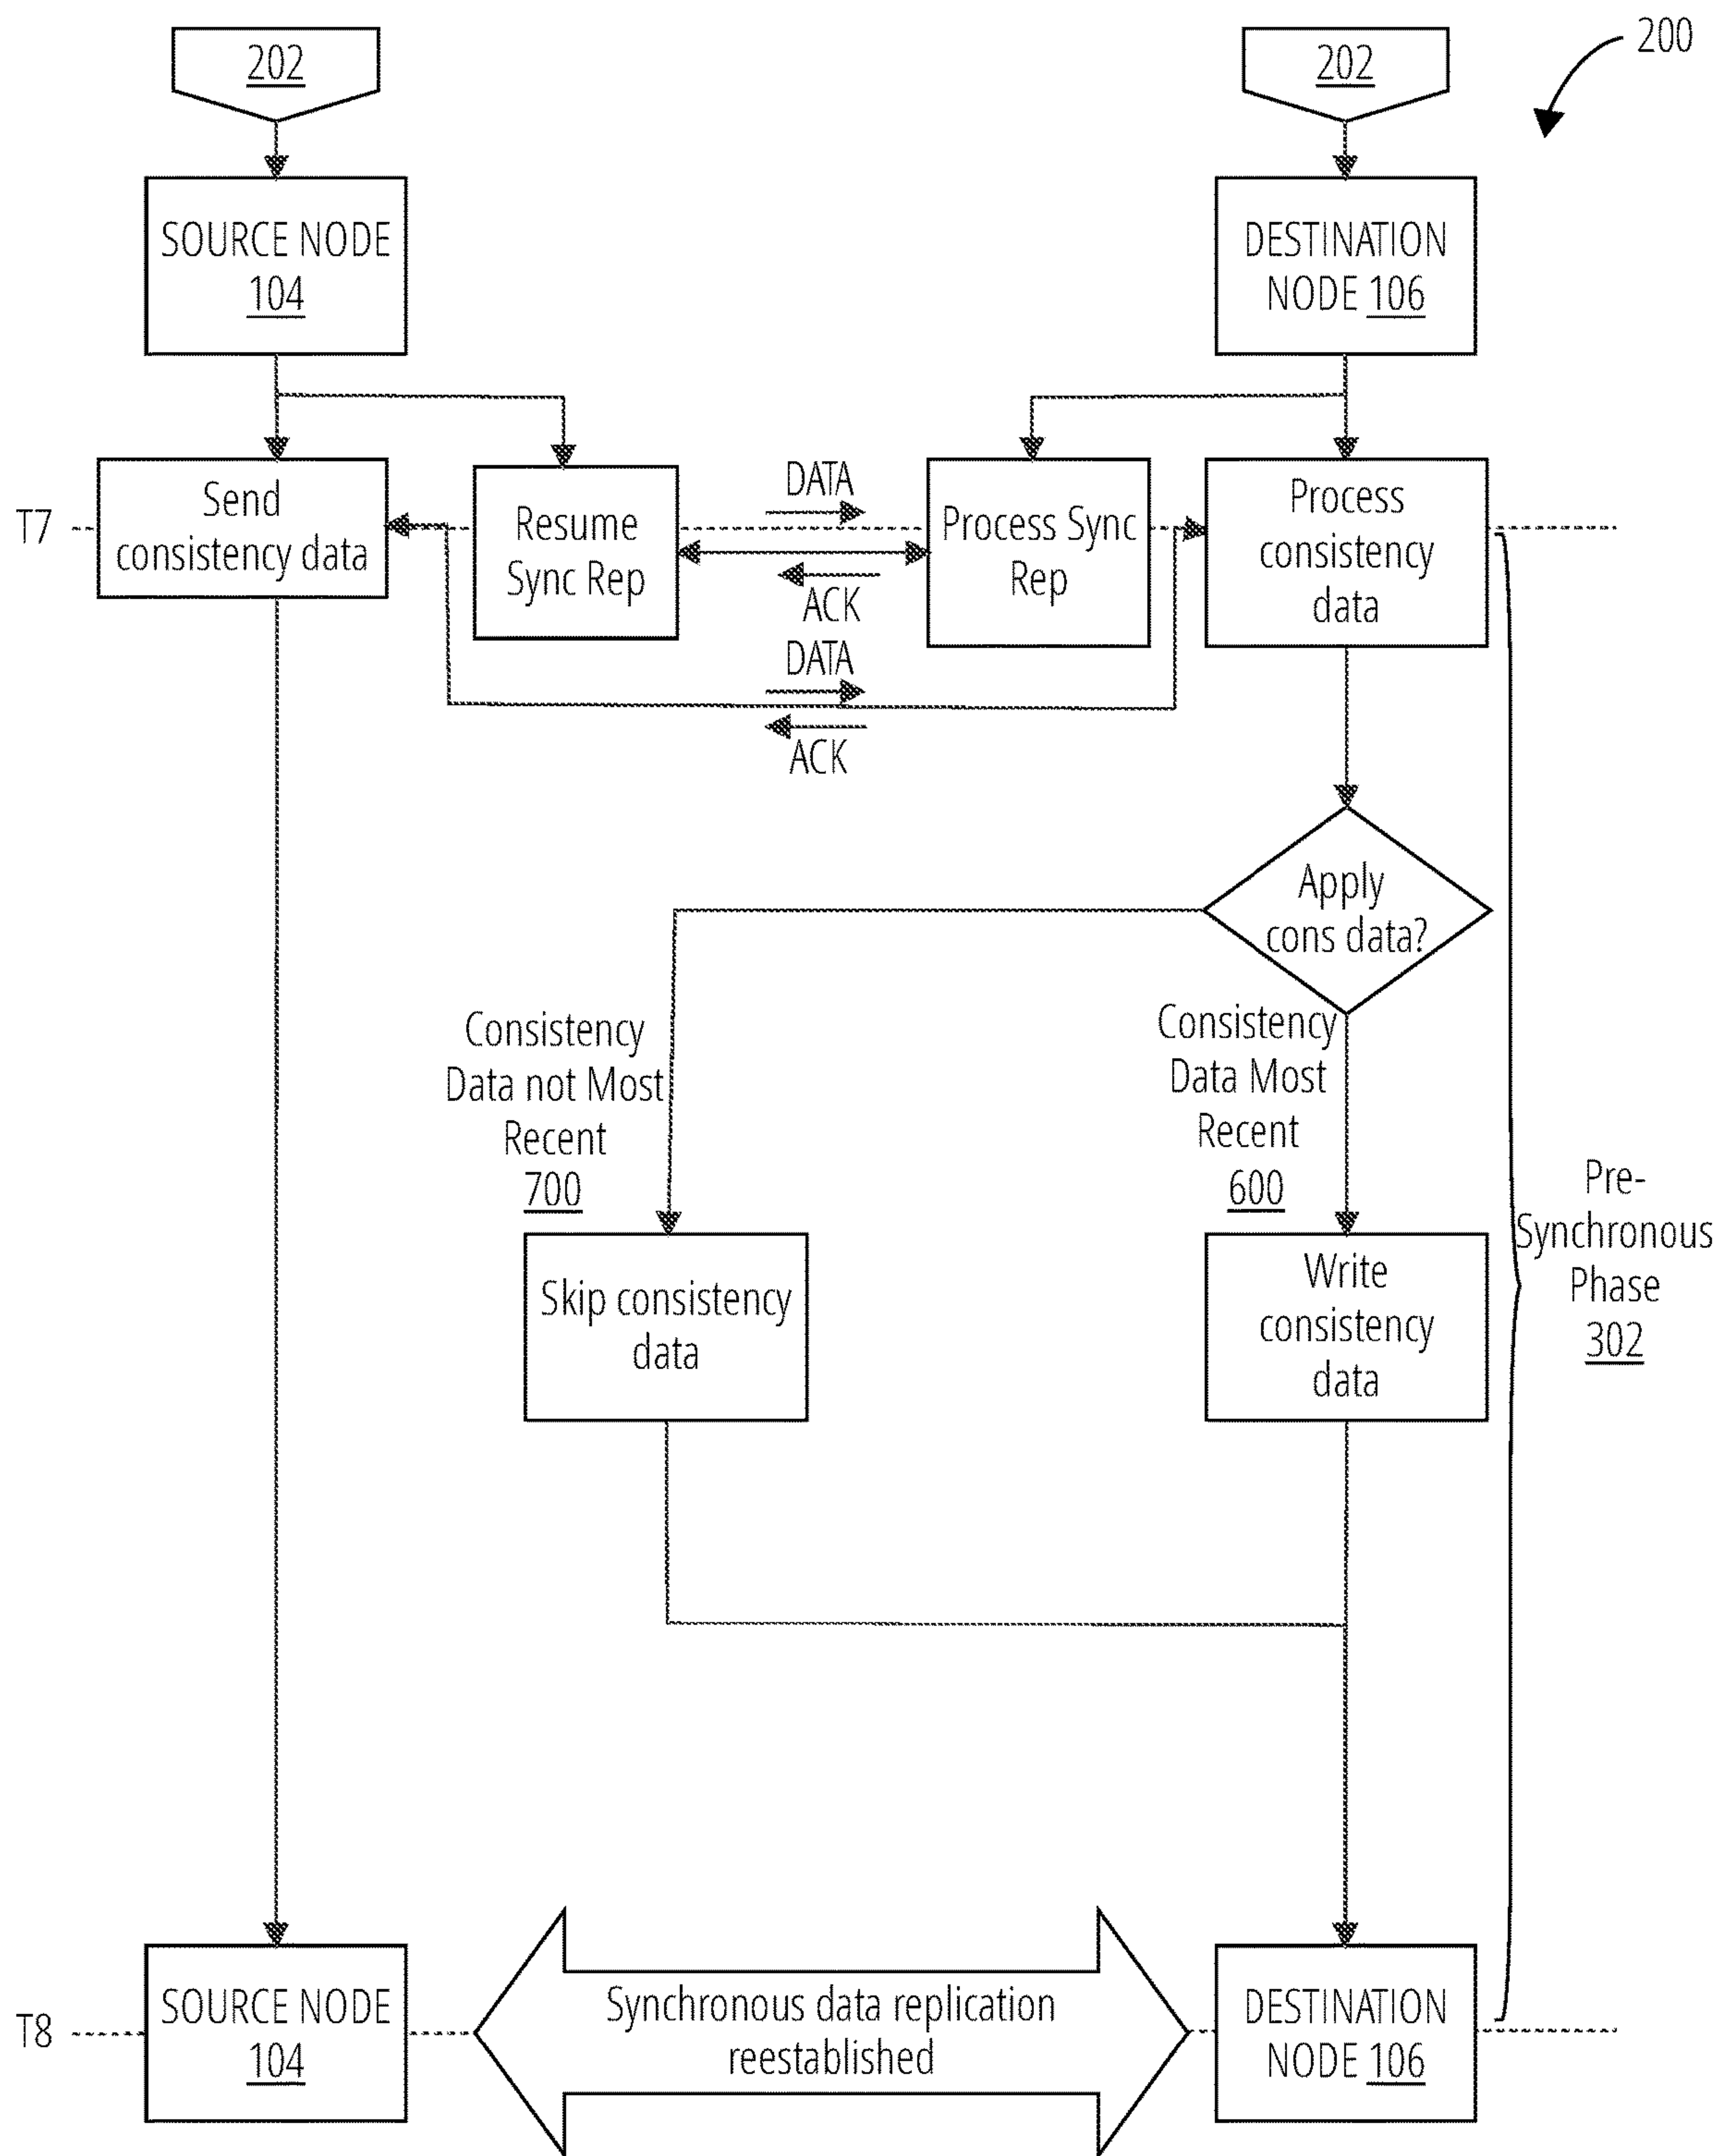 202
202
200
SOURCE NODE
104
DESTINATION
NODE 106
T7
Send
consistency data
Resume
Sync Rep
DATA
ACK
DATA
ACK
Process Sync
Rep
Process
consistency
data
Apply
cons data?
Consistency
Data not Most
Recent
700
Consistency
Data Most
Recent
600
Pre-
Synchronous
Phase
302
Skip consistency
data
Write
consistency
data
T8
SOURCE NODE
104
Synchronous data replication
reestablished
DESTINATION
NODE 106